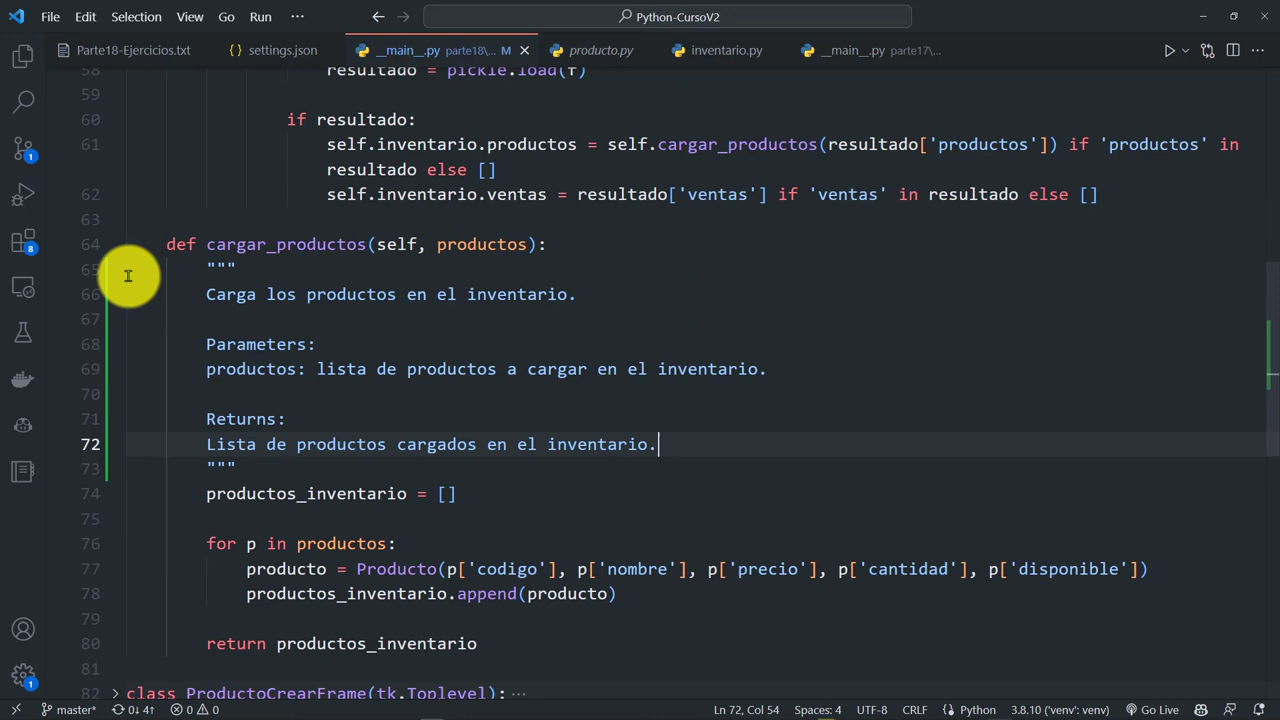 File Edit Selection View Go Run ··· Python-CursoV2
Parte18-Ejercicios.txt {} settings.json __main__.py parte18\... M producto.py inventario.py __main__.py parte17\...
58 resultado = pickle.load(f)
59
60 if resultado:
61 self.inventario.productos = self.cargar_productos(resultado['productos']) if 'productos' in
resultado else []
62 self.inventario.ventas = resultado['ventas'] if 'ventas' in resultado else []
63
64 def cargar_productos(self, productos):
65 """
66 Carga los productos en el inventario.
67
68 Parameters:
69 productos: lista de productos a cargar en el inventario.
70
71 Returns:
72 Lista de productos cargados en el inventario.
73 """
74 productos_inventario = []
75
76 for p in productos:
77 producto = Producto(p['codigo'], p['nombre'], p['precio'], p['cantidad'], p['disponible'])
78 productos_inventario.append(producto)
79
80 return productos_inventario
81
82 class ProductoCrearFrame(tk.Toplevel):···
1
8
1
master* 0↓ 4↑ 0 0 Ln 72, Col 54 Spaces: 4 UTF-8 CRLF {} Python 3.8.10 ('venv': venv) Go Live